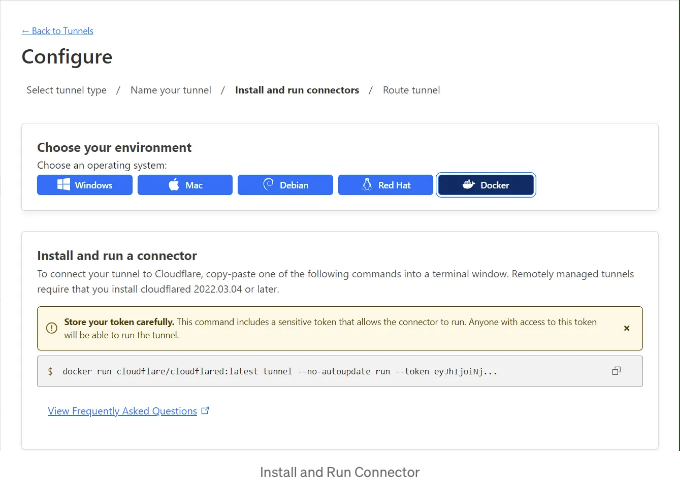 ← Back to Tunnels
Configure
Select tunnel type / Name your tunnel / Install and run connectors / Route tunnel
Choose your environment
Choose an operating system:
Windows
Mac
Debian
Red Hat
Docker
Install and run a connector
To connect your tunnel to Cloudflare, copy-paste one of the following commands into a terminal window. Remotely managed tunnels
require that you install cloudflared 2022.03.04 or later.
Store your token carefully. This command includes a sensitive token that allows the connector to run. Anyone with access to this token
will be able to run the tunnel.
$ docker run cloudflare/cloudflared:latest tunnel --no-autoupdate run --token eyJhIjoiNj...
View Frequently Asked Questions
Install and Run Connector